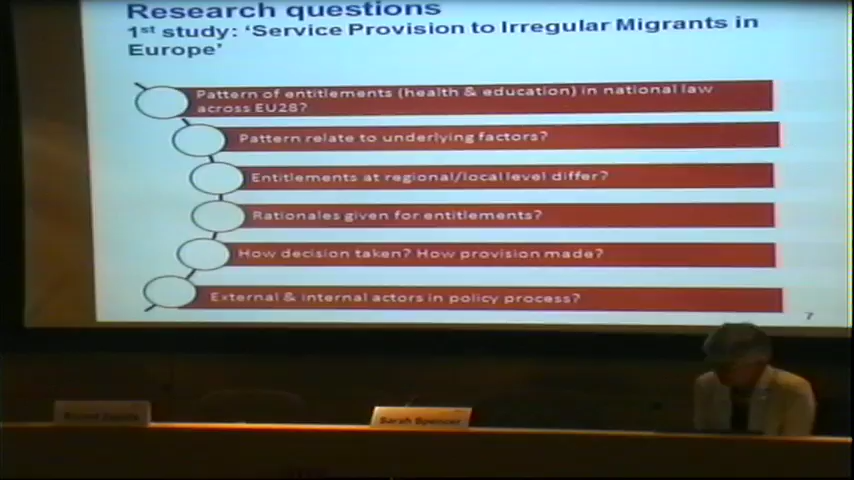 Research questions
1st study: ‘Service Provision to Irregular Migrants in
Europe’
Pattern of entitlements (health & education) in national law
across EU28?
Pattern relate to underlying factors?
Entitlements at regional/local level differ?
Rationales given for entitlements?
How decision taken? How provision made?
External & internal actors in policy process?
7
Sarah Spencer